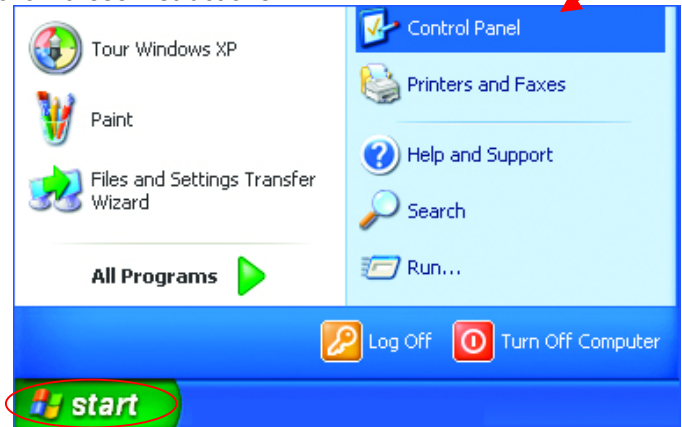 Tour Windows XP
Paint
Files and Settings Transfer
Wizard
All Programs
Control Panel
Printers and Faxes
Help and Support
Search
Run...
Log Off
Turn Off Computer
start